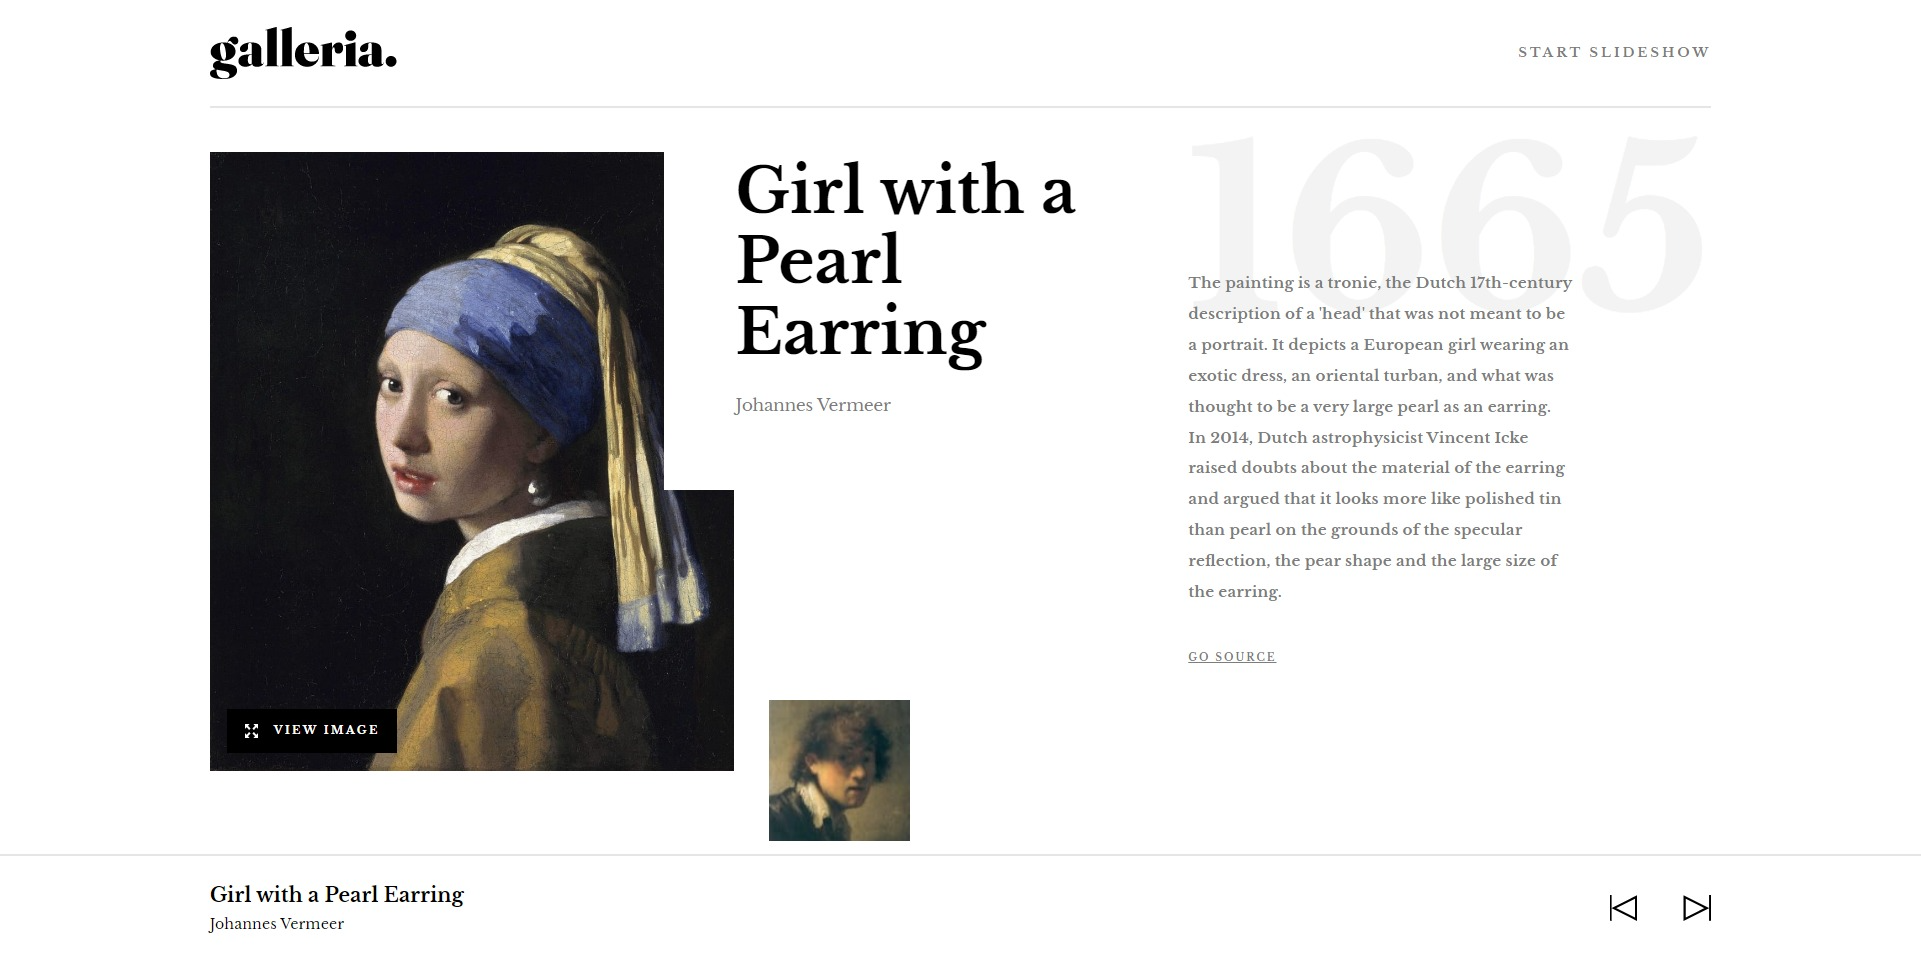 galleria.
START SLIDESHOW
Girl with a
Pearl
Earring
Johannes Vermeer
1665
The painting is a tronie, the Dutch 17th-century
description of a 'head' that was not meant to be
a portrait. It depicts a European girl wearing an
exotic dress, an oriental turban, and what was
thought to be a very large pearl as an earring.
In 2014, Dutch astrophysicist Vincent Icke
raised doubts about the material of the earring
and argued that it looks more like polished tin
than pearl on the grounds of the specular
reflection, the pear shape and the large size of
the earring.
GO SOURCE
VIEW IMAGE
Girl with a Pearl Earring
Johannes Vermeer